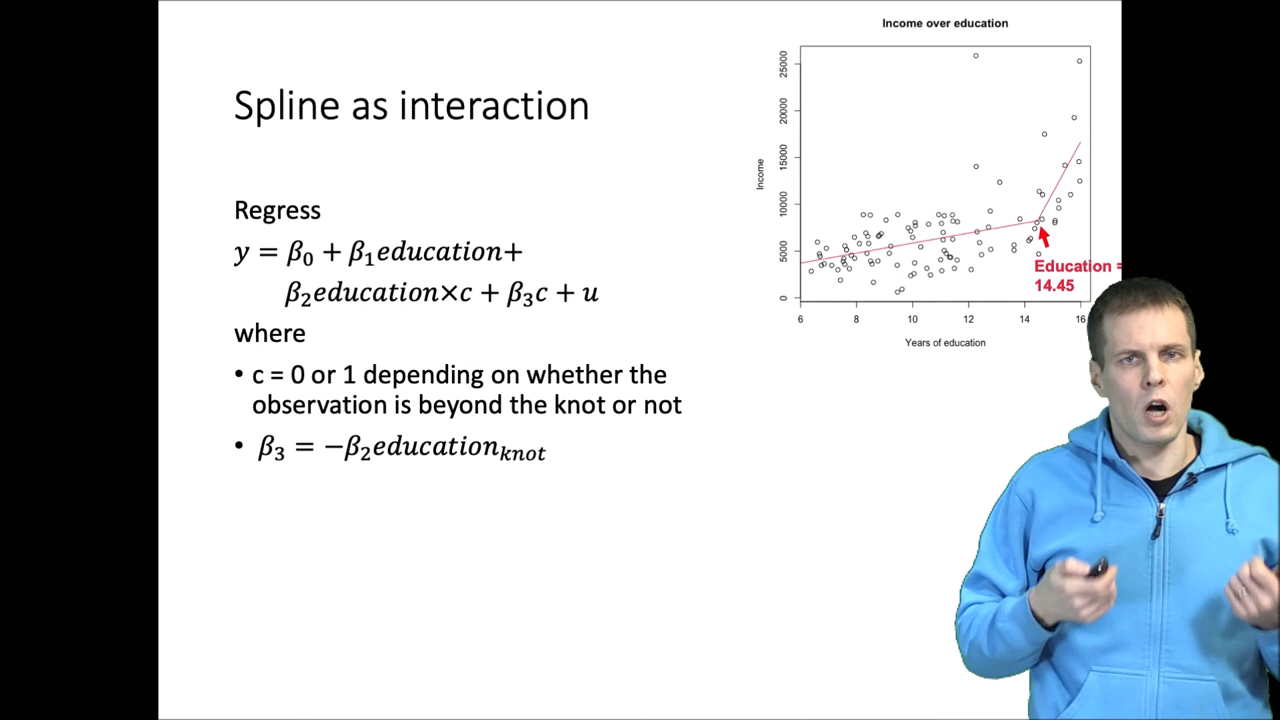 Spline as interaction
Regress
y = β₀ + β₁education+
β₂education×c + β₃c + u
where
• c = 0 or 1 depending on whether the
observation is beyond the knot or not
• β₃ = −β₂education_knot
Income over education
Income
0
5000
10000
15000
20000
25000
6 8 10 12 14 16
Years of education
Education =
14.45